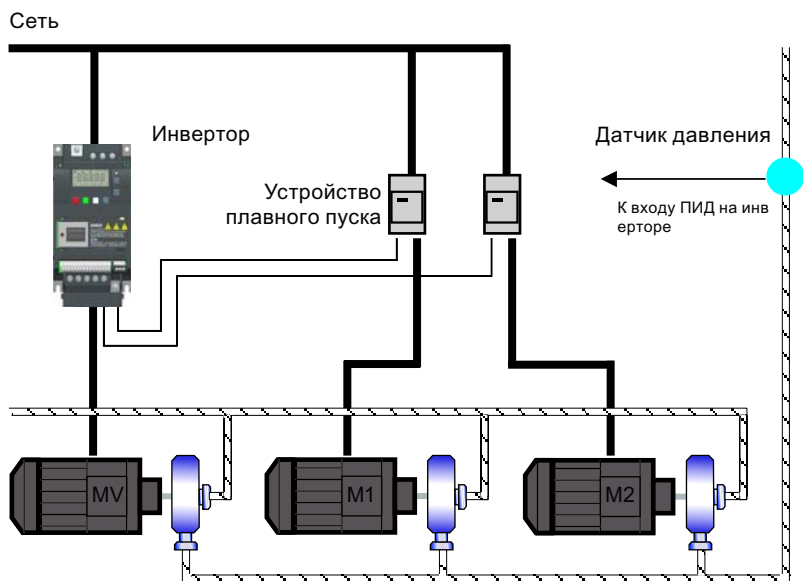 Сеть
Инвертор
Датчик давления
Устройство
плавного пуска
К входу ПИД на инв
ерторе
MV
M1
M2